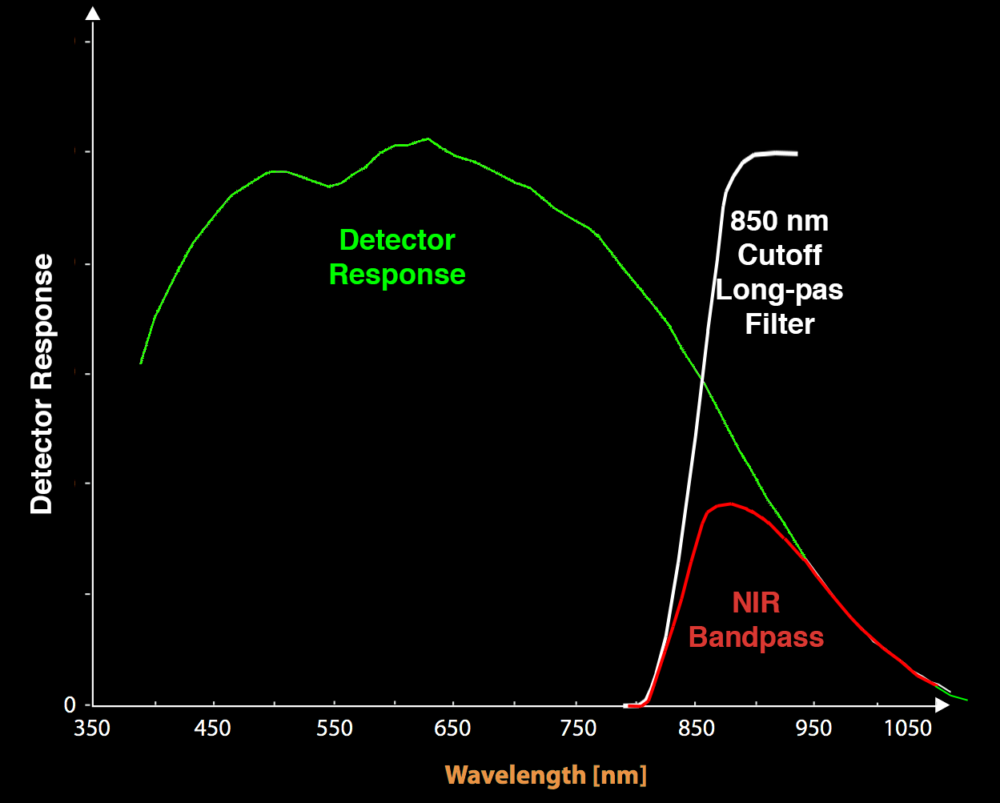 Detector Response
Detector
Response
850 nm
Cutoff
Long-pas
Filter
NIR
Bandpass
0
350 450 550 650 750 850 950 1050
Wavelength [nm]